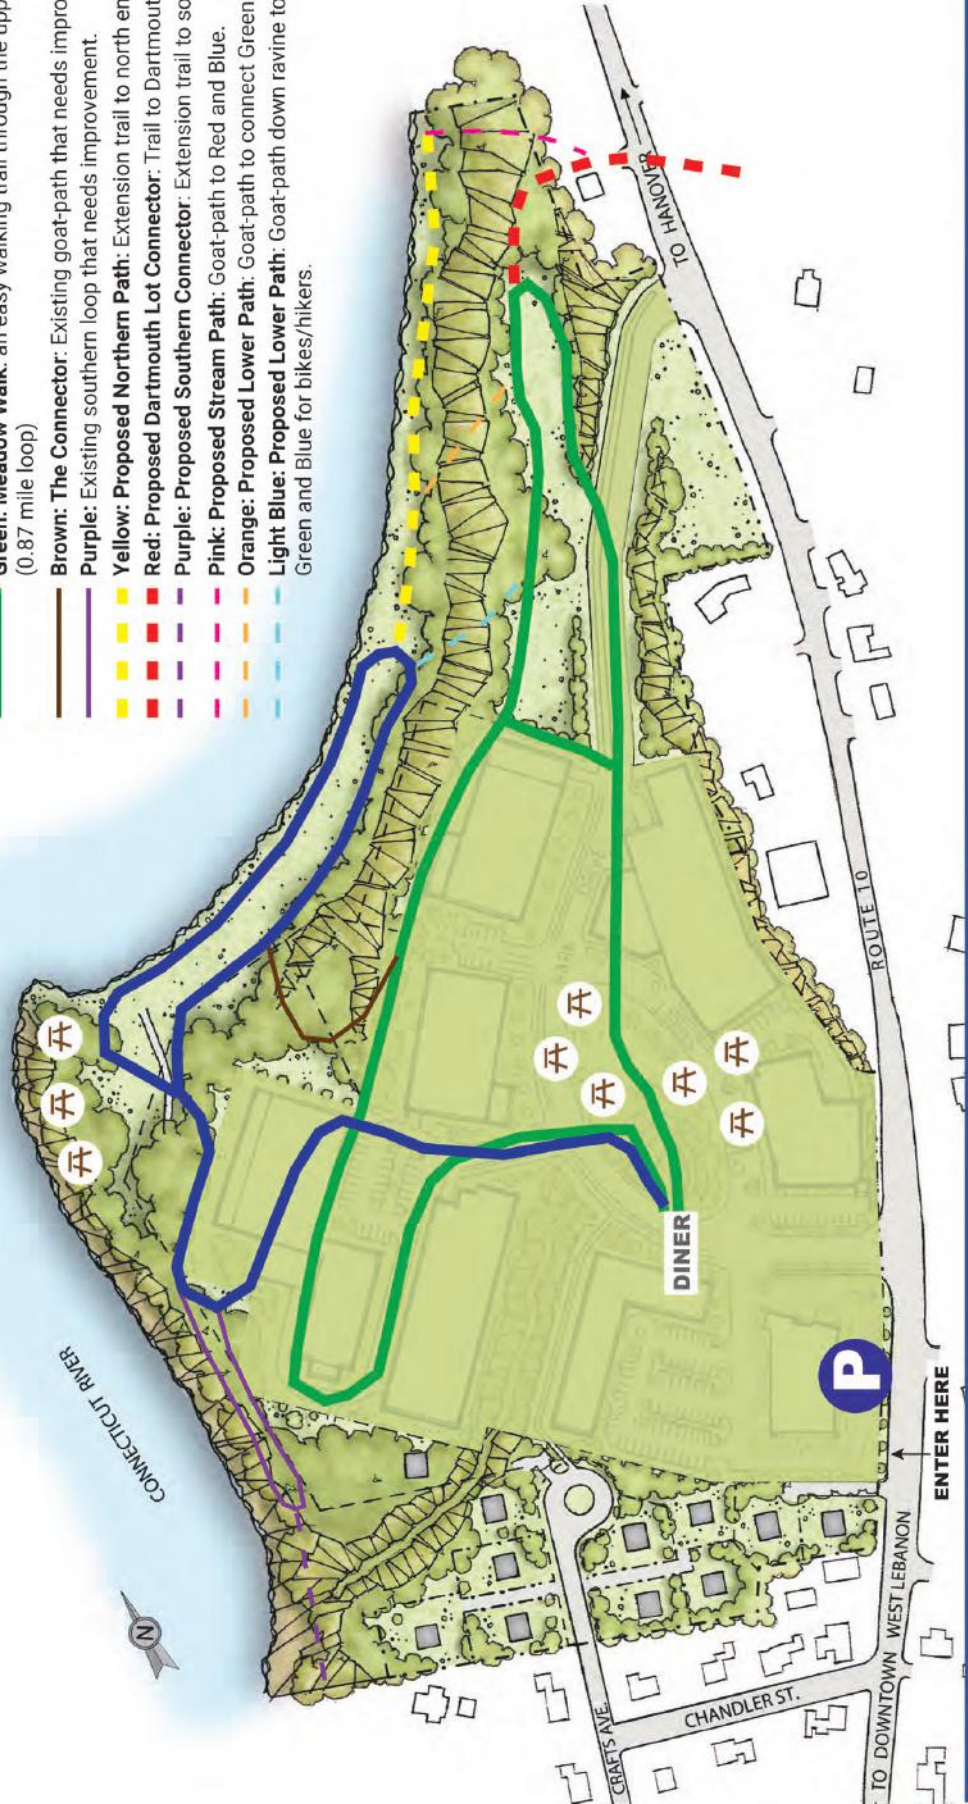 Green: Meadow Walk: an easy walking trail through the upp
(0.87 mile loop)
Brown: The Connector: Existing goat-path that needs impro
Purple: Existing southern loop that needs improvement.
Yellow: Proposed Northern Path: Extension trail to north en
Red: Proposed Dartmouth Lot Connector: Trail to Dartmout
Purple: Proposed Southern Connector: Extension trail to so
Pink: Proposed Stream Path: Goat-path to Red and Blue.
Orange: Proposed Lower Path: Goat-path to connect Green
Light Blue: Proposed Lower Path: Goat-path down ravine to
Green and Blue for bikes/hikers.
CONNECTICUT RIVER
N
DINER
P
ENTER HERE
TO HANOVER
ROUTE 10
TO DOWNTOWN WEST LEBANON
CHANDLER ST.
CRAFTS AVE.